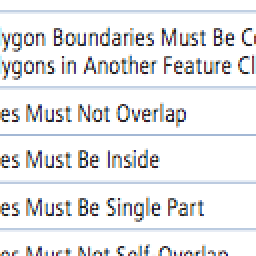 lygon Boundaries Must Be C
lygons in Another Feature Cl
es Must Not Overlap
es Must Be Inside
es Must Be Single Part
es Must Not Self-Overlap